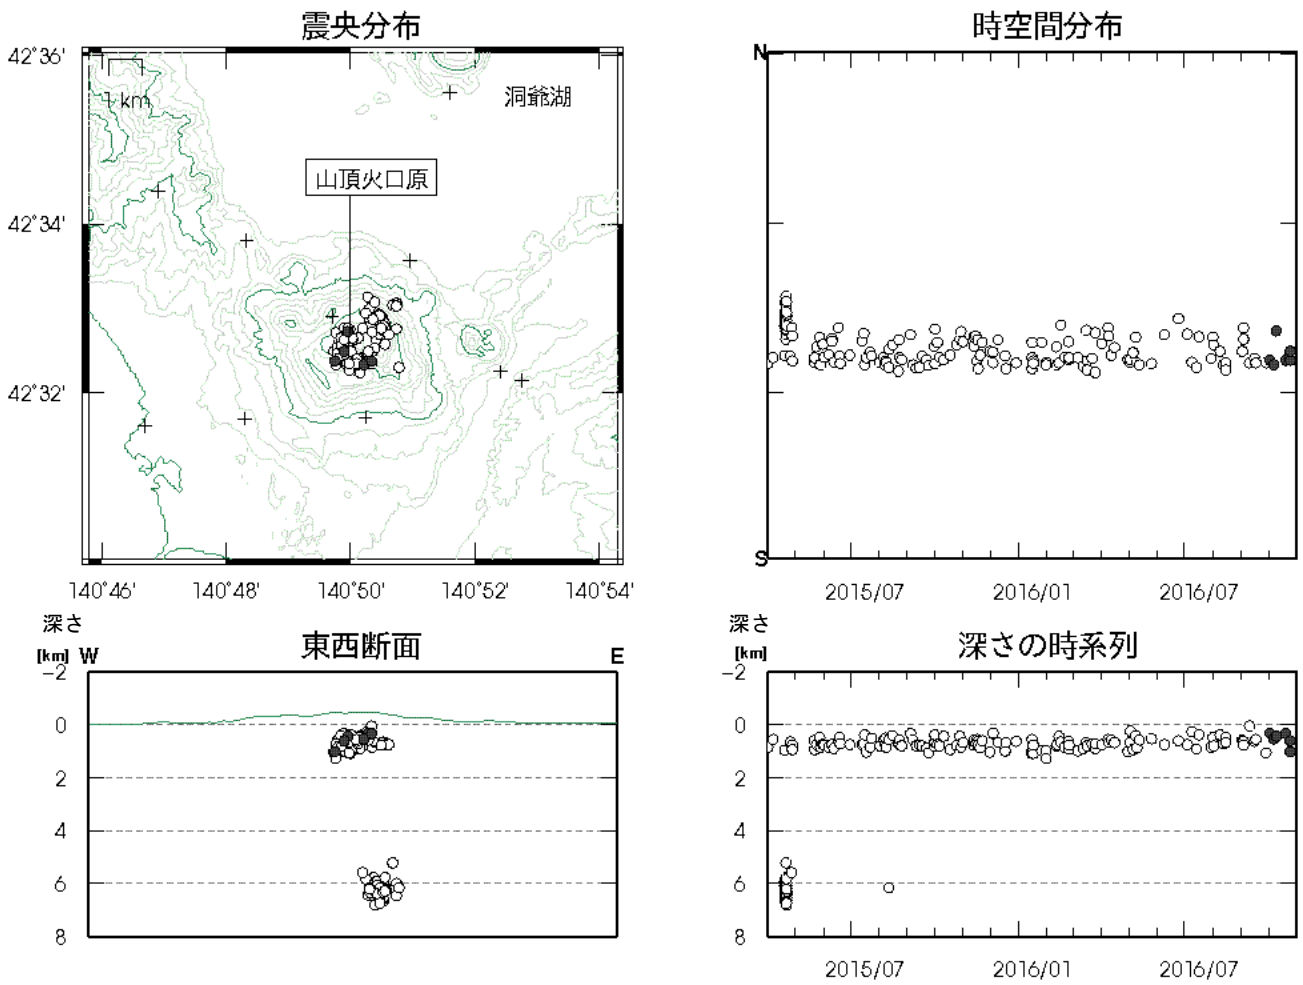 震央分布
42°36'
42°34'
42°32'
1 km
洞爺湖
山頂火口原
140°46'
140°48'
140°50'
140°52'
140°54'
時空間分布
N
S
2015/07
2016/01
2016/07
深さ
[km]
W
東西断面
E
-2
0
2
4
6
8
深さ
[km]
深さの時系列
-2
0
2
4
6
8
2015/07
2016/01
2016/07